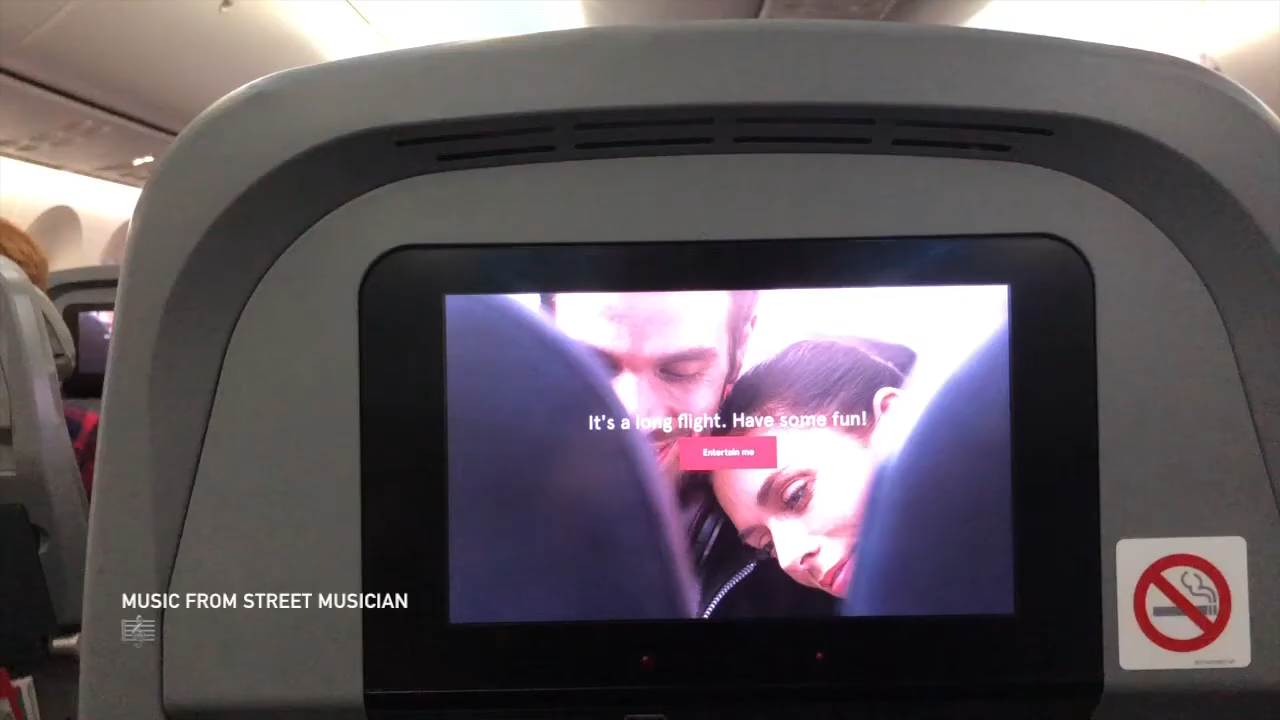 It's a long flight. Have some fun!
Entertain me
MUSIC FROM STREET MUSICIAN